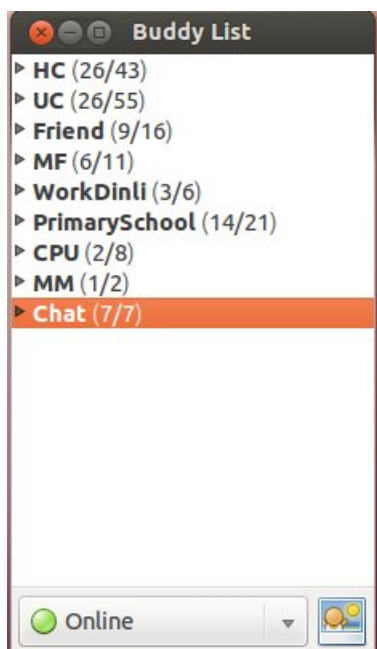 Buddy List
HC (26/43)
UC (26/55)
Friend (9/16)
MF (6/11)
WorkDinli (3/6)
PrimarySchool (14/21)
CPU (2/8)
MM (1/2)
Chat (7/7)
Online